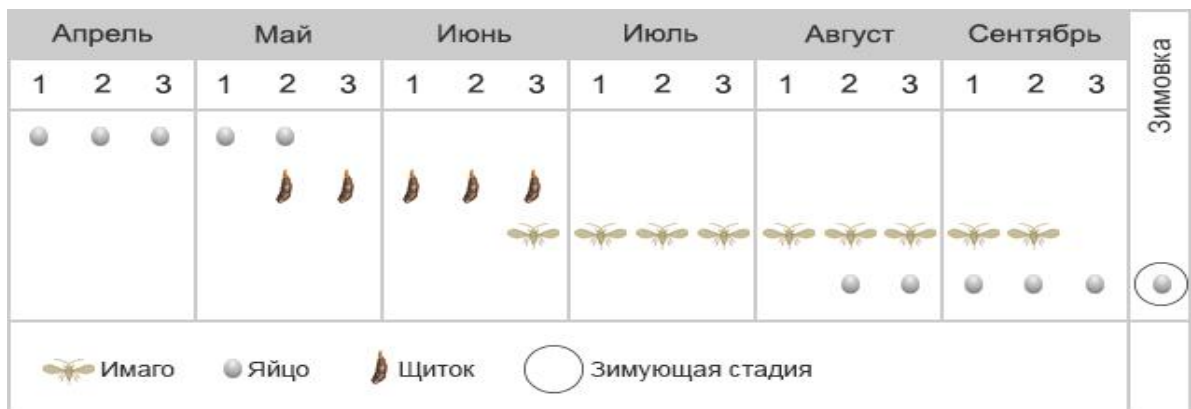 Апрель Май Июнь Июль Август Сентябрь Зимовка
1 2 3 1 2 3 1 2 3 1 2 3 1 2 3 1 2 3
Имаго Яйцо Щиток Зимующая стадия